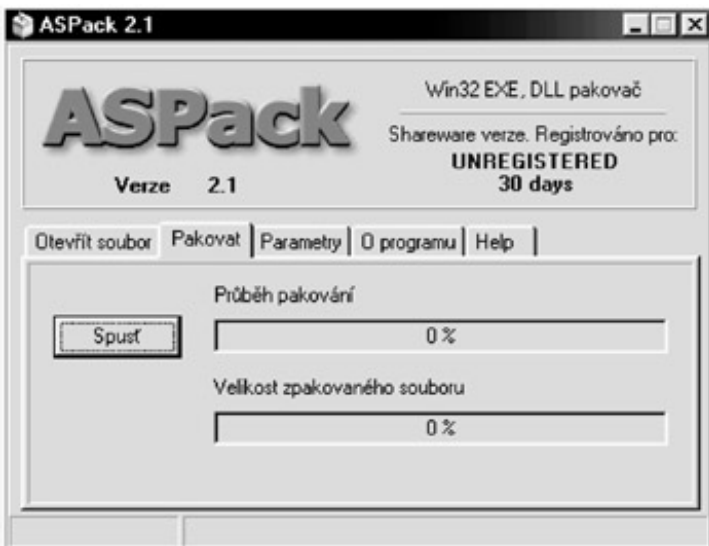 ASPack 2.1
ASPack
Win32 EXE, DLL pakovač
Shareware verze. Registrováno pro:
UNREGISTERED
30 days
Verze 2.1
Otevřít soubor Pakovat Parametry O programu Help
Průběh pakování
Spusť
0 %
Velikost zpakovaného souboru
0 %